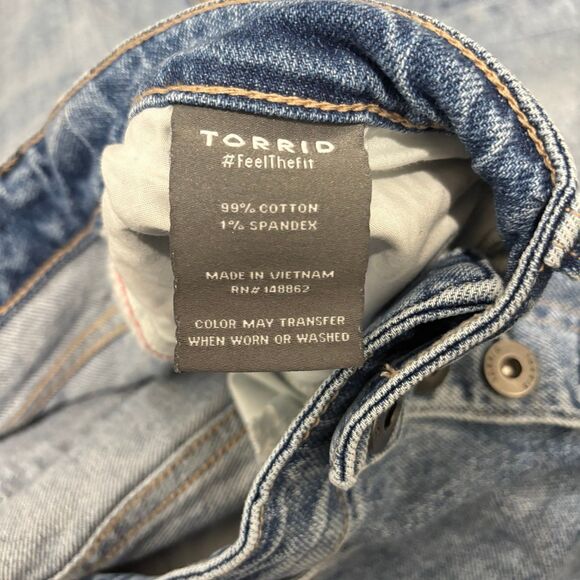 TORRID
#FeelTheFit
99% COTTON
1% SPANDEX
MADE IN VIETNAM
RN# 148862
COLOR MAY TRANSFER
WHEN WORN OR WASHED